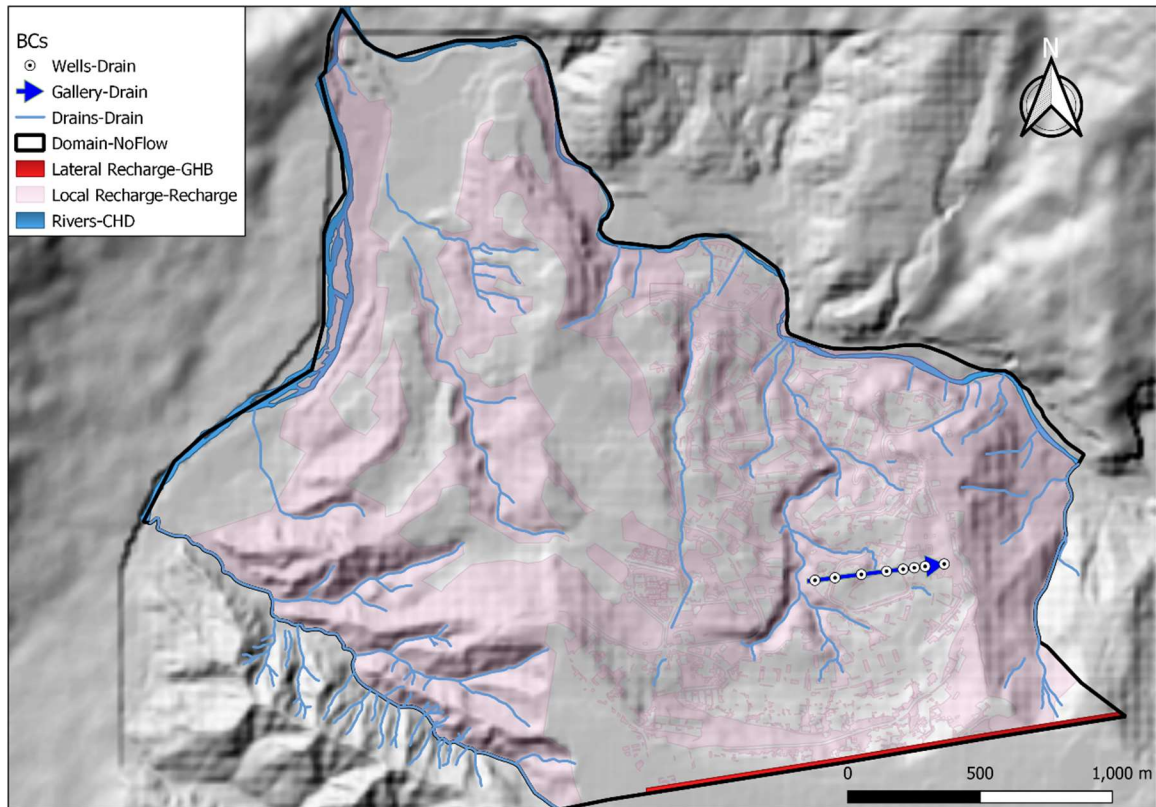 BCs
Wells-Drain
Gallery-Drain
Drains-Drain
Domain-NoFlow
Lateral Recharge-GHB
Local Recharge-Recharge
Rivers-CHD
N
0 500 1,000 m